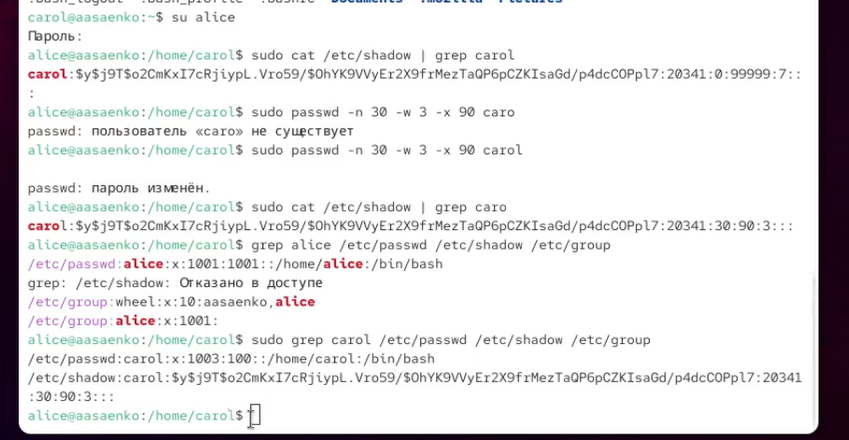 carol@aasaenko:~$ su alice
Пароль:
alice@aasaenko:/home/carol$ sudo cat /etc/shadow | grep carol
carol:$y$j9T$o2CmKxI7cRjiypL.Vro59/$OhYK9VVyEr2X9frMezTaQP6pCZKIsaGd/p4dcCOPpl7:20341:0:99999:7::
:
alice@aasaenko:/home/carol$ sudo passwd -n 30 -w 3 -x 90 caro
passwd: пользователь «caro» не существует
alice@aasaenko:/home/carol$ sudo passwd -n 30 -w 3 -x 90 carol
passwd: пароль изменён.
alice@aasaenko:/home/carol$ sudo cat /etc/shadow | grep caro
carol:$y$j9T$o2CmKxI7cRjiypL.Vro59/$OhYK9VVyEr2X9frMezTaQP6pCZKIsaGd/p4dcCOPpl7:20341:30:90:3:::
alice@aasaenko:/home/carol$ grep alice /etc/passwd /etc/shadow /etc/group
/etc/passwd:alice:x:1001:1001::/home/alice:/bin/bash
grep: /etc/shadow: Отказано в доступе
/etc/group:wheel:x:10:aasaenko,alice
/etc/group:alice:x:1001:
alice@aasaenko:/home/carol$ sudo grep carol /etc/passwd /etc/shadow /etc/group
/etc/passwd:carol:x:1003:100::/home/carol:/bin/bash
/etc/shadow:carol:$y$j9T$o2CmKxI7cRjiypL.Vro59/$OhYK9VVyEr2X9frMezTaQP6pCZKIsaGd/p4dcCOPpl7:20341
:30:90:3:::
alice@aasaenko:/home/carol$